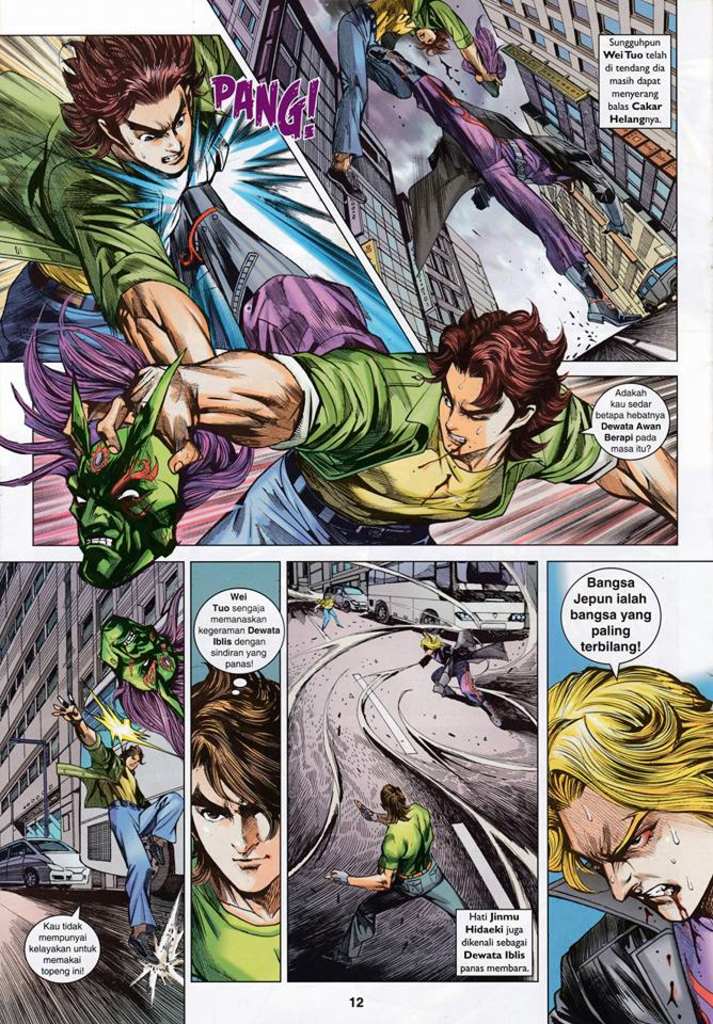 PANG!
Sungguhpun
Wei Tuo telah
di tendang dia
masih dapat
menyerang
balas Cakar
Helangnya.
Adakah
kau sedar
betapa hebatnya
Dewata Awan
Berapi pada
masa itu?
Kau tidak
mempunyai
kelayakan untuk
memakai
topeng ini!
Wei
Tuo sengaja
memanaskan
kegeraman Dewata
Iblis dengan
sindiran yang
panas!
Hati Jinmu
Hidaeki juga
dikenali sebagai
Dewata Iblis
panas membara.
Bangsa
Jepun ialah
bangsa yang
paling
terbilang!
12